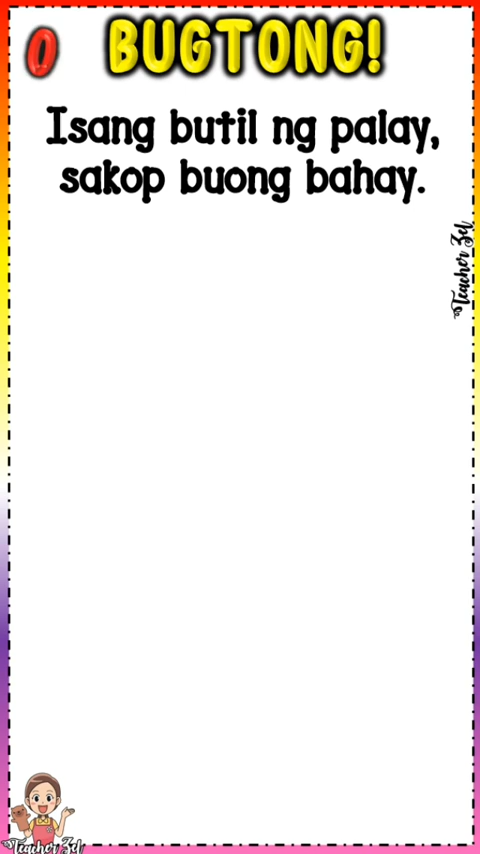 0
BUGTONG!
Isang butil ng palay,
sakop buong bahay.
Teacher Zel
Teacher Zel